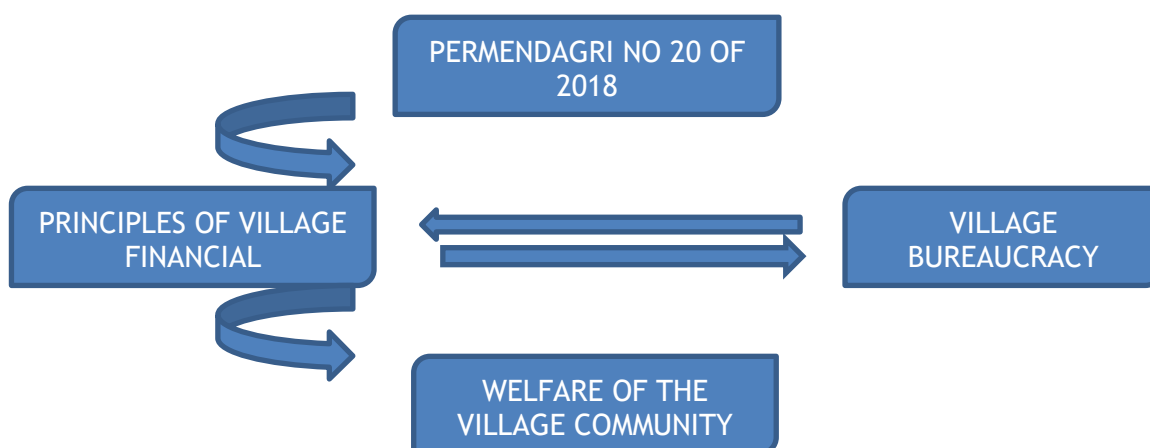 PERMENDAGRI NO 20 OF
2018
PRINCIPLES OF VILLAGE
FINANCIAL
VILLAGE
BUREAUCRACY
WELFARE OF THE
VILLAGE COMMUNITY